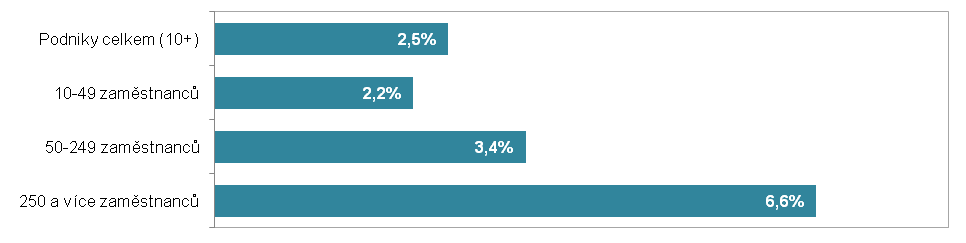 Podniky celkem (10+) 2,5%
10-49 zaměstnanců 2,2%
50-249 zaměstnanců 3,4%
250 a více zaměstnanců 6,6%